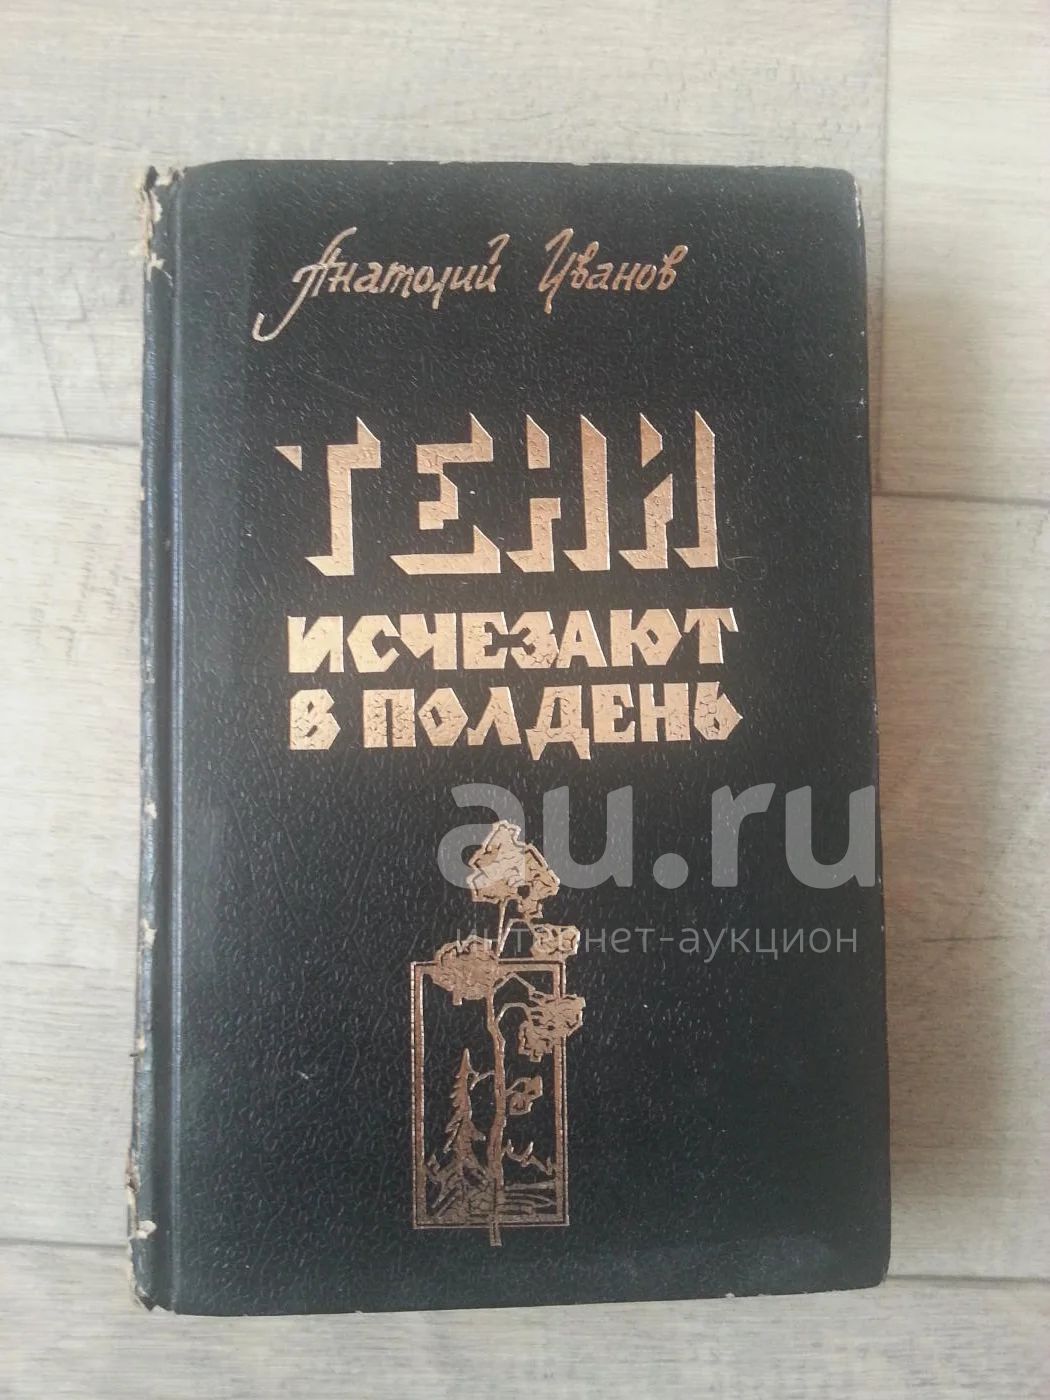 Анатолий Иванов
ТЕНИ
ИСЧЕЗАЮТ
В ПОЛДЕНЬ
au.ru
интернет-аукцион